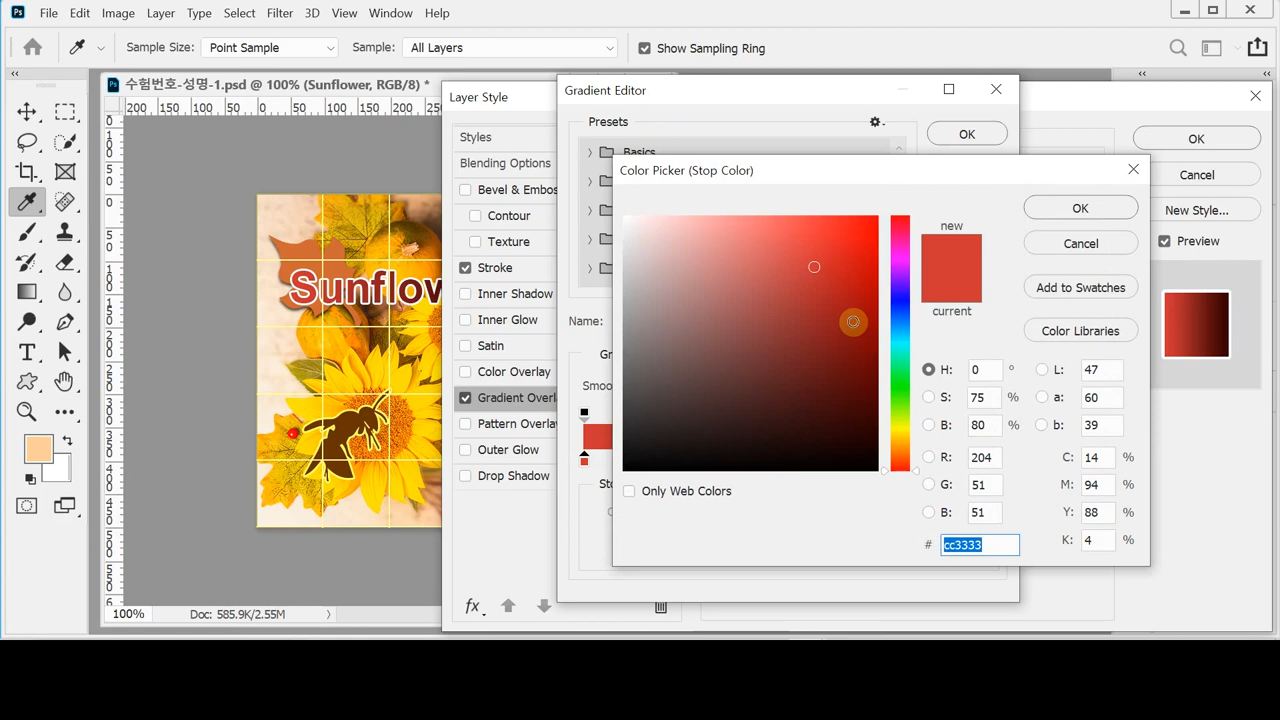 Ps File Edit Image Layer Type Select Filter 3D View Window Help
Sample Size: Point Sample Sample: All Layers Show Sampling Ring
수험번호-성명-1.psd @ 100% (Sunflower, RGB/8) *
200 150 100 50 0 50 100 150 200 250
Sunflow
100% Doc: 585.9K/2.55M
Layer Style
Styles
Blending Options
Bevel & Embos
Contour
Texture
Stroke
Inner Shadow
Inner Glow
Satin
Color Overlay
Gradient Overl
Pattern Overla
Outer Glow
Drop Shadow
fx
Gradient Editor
Presets
Basics
OK
Name:
Gr
Smoo
Sto
Color Picker (Stop Color)
new
current
OK
Cancel
Add to Swatches
Color Libraries
H: 0 ° L: 47
S: 75 % a: 60
B: 80 % b: 39
R: 204 C: 14 %
G: 51 M: 94 %
B: 51 Y: 88 %
# cc3333 K: 4 %
Only Web Colors
OK
Cancel
New Style...
Preview